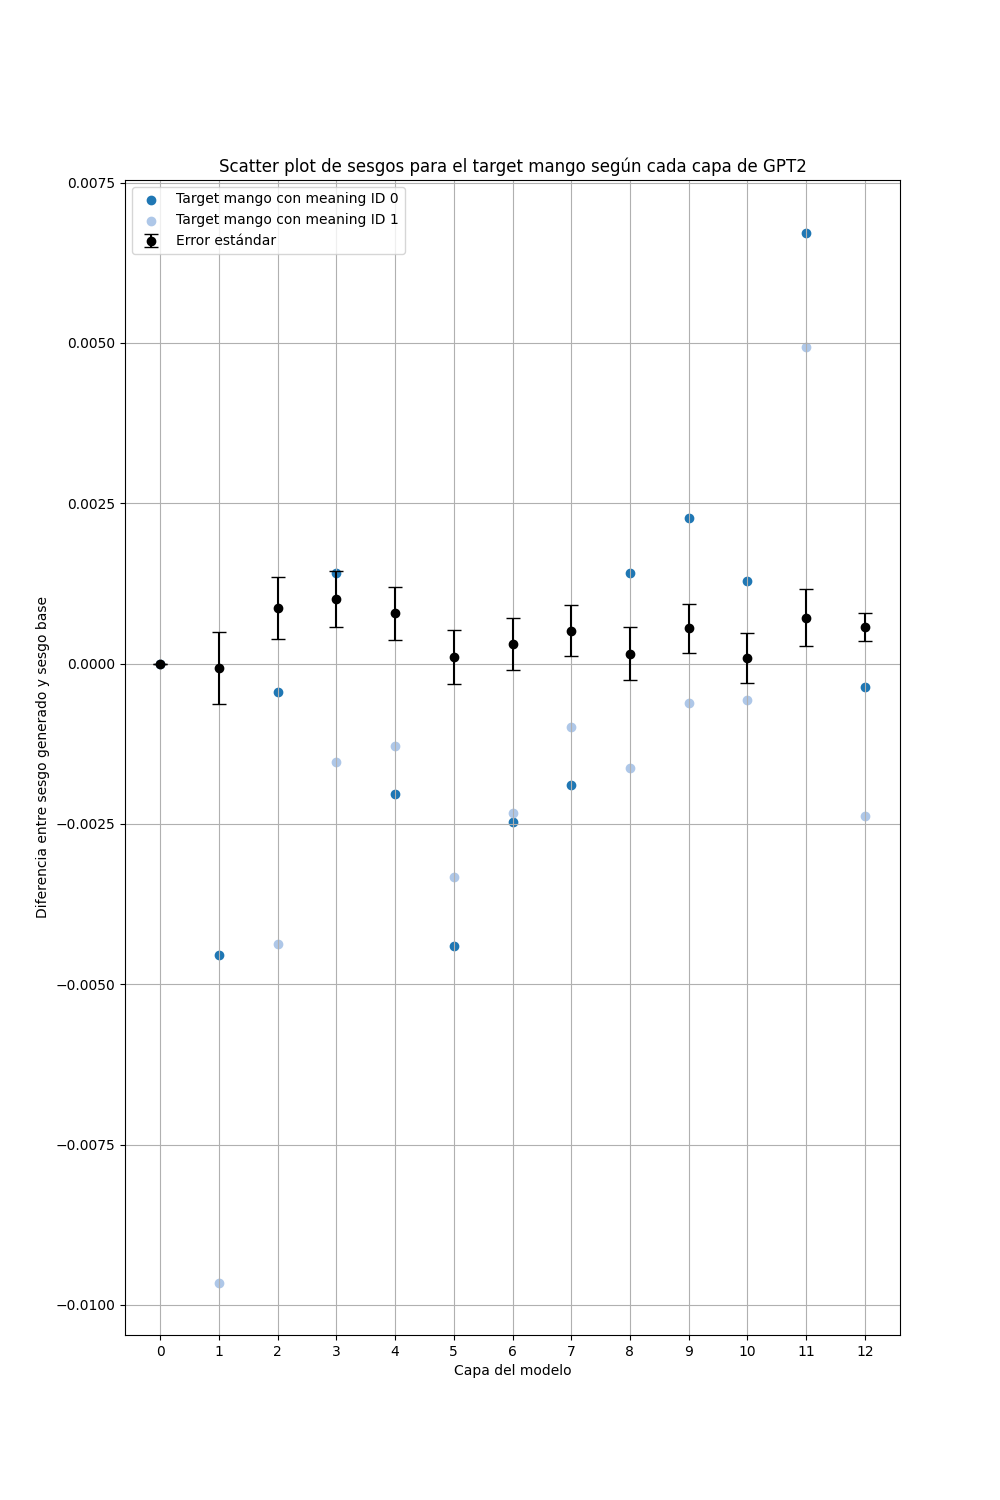 Scatter plot de sesgos para el target mango según cada capa de GPT2
Target mango con meaning ID 0
Target mango con meaning ID 1
Error estándar
Diferencia entre sesgo generado y sesgo base
0.0075
0.0050
0.0025
0.0000
−0.0025
−0.0050
−0.0075
−0.0100
0 1 2 3 4 5 6 7 8 9 10 11 12
Capa del modelo